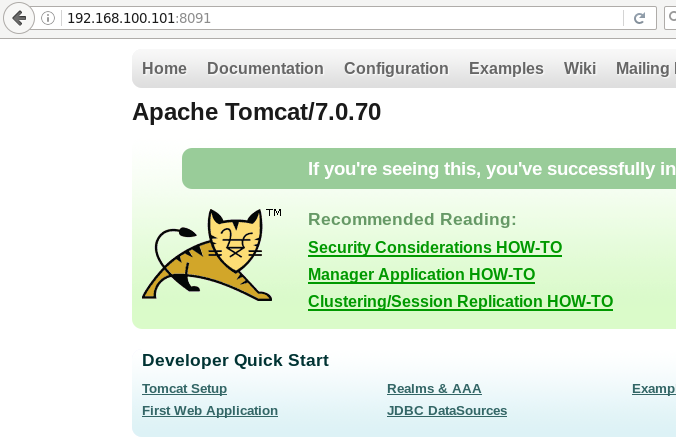 192.168.100.101:8091
Home Documentation Configuration Examples Wiki Mailing
Apache Tomcat/7.0.70
If you're seeing this, you've successfully in
TM
Recommended Reading:
Security Considerations HOW-TO
Manager Application HOW-TO
Clustering/Session Replication HOW-TO
Developer Quick Start
Tomcat Setup Realms & AAA Examp
First Web Application JDBC DataSources